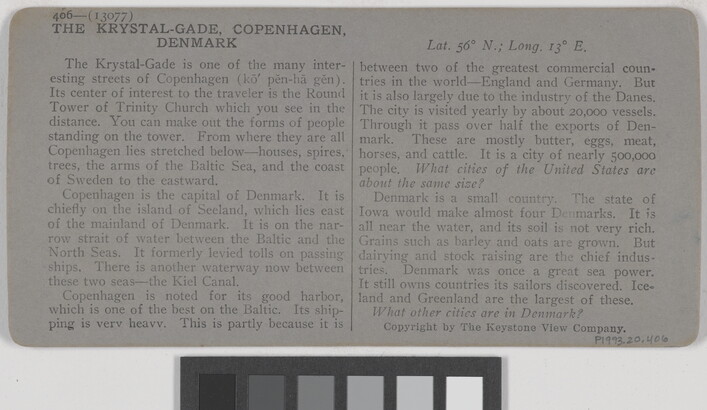 406—(13077)
THE KRYSTAL-GADE, COPENHAGEN,
DENMARK
The Krystal-Gade is one of the many inter-
esting streets of Copenhagen (kō′ pĕn-hā gĕn).
Its center of interest to the traveler is the Round
Tower of Trinity Church which you see in the
distance. You can make out the forms of people
standing on the tower. From where they are all
Copenhagen lies stretched below—houses, spires,
trees, the arms of the Baltic Sea, and the coast
of Sweden to the eastward.
Copenhagen is the capital of Denmark. It is
chiefly on the island of Seeland, which lies east
of the mainland of Denmark. It is on the nar-
row strait of water between the Baltic and the
North Seas. It formerly levied tolls on passing
ships. There is another waterway now between
these two seas—the Kiel Canal.
Copenhagen is noted for its good harbor,
which is one of the best on the Baltic. Its ship-
ping is very heavy. This is partly because it is
Lat. 56° N.; Long. 13° E.
between two of the greatest commercial coun-
tries in the world—England and Germany. But
it is also largely due to the industry of the Danes.
The city is visited yearly by about 20,000 vessels.
Through it pass over half the exports of Den-
mark. These are mostly butter, eggs, meat,
horses, and cattle. It is a city of nearly 500,000
people. What cities of the United States are
about the same size?
Denmark is a small country. The state of
Iowa would make almost four Denmarks. It is
all near the water, and its soil is not very rich.
Grains such as barley and oats are grown. But
dairying and stock raising are the chief indus-
tries. Denmark was once a great sea power.
It still owns countries its sailors discovered. Ice-
land and Greenland are the largest of these.
What other cities are in Denmark?
Copyright by The Keystone View Company.
P1993.20.406